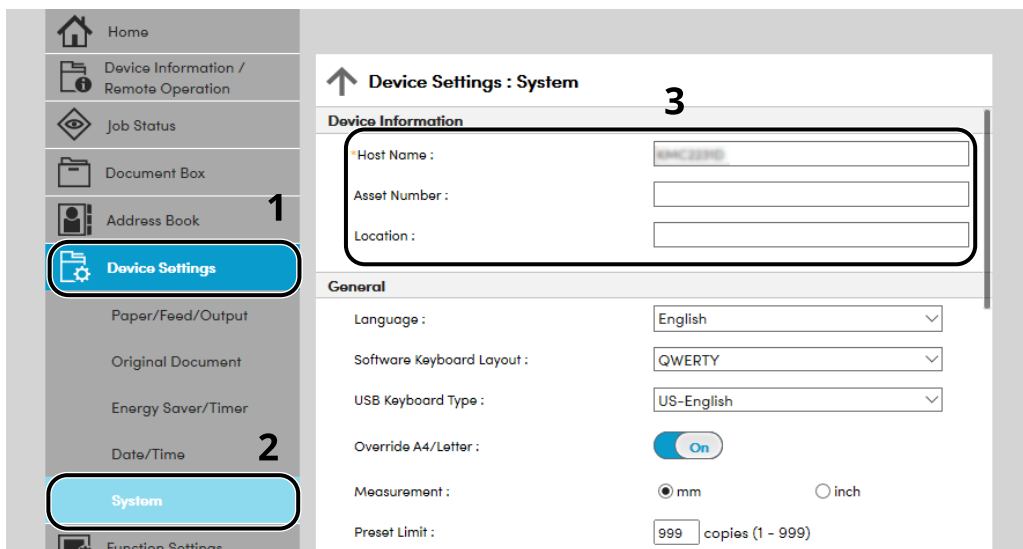 Home
Device Information /
Remote Operation
Job Status
Document Box
Address Book
1
Device Settings
Paper/Feed/Output
Original Document
Energy Saver/Timer
Date/Time
2
System
Function Settings
Device Settings : System
3
Device Information
*Host Name :
Asset Number :
Location :
General
Language : English
Software Keyboard Layout : QWERTY
USB Keyboard Type : US-English
Override A4/Letter : On
Measurement : mm inch
Preset Limit : 999 copies (1 - 999)